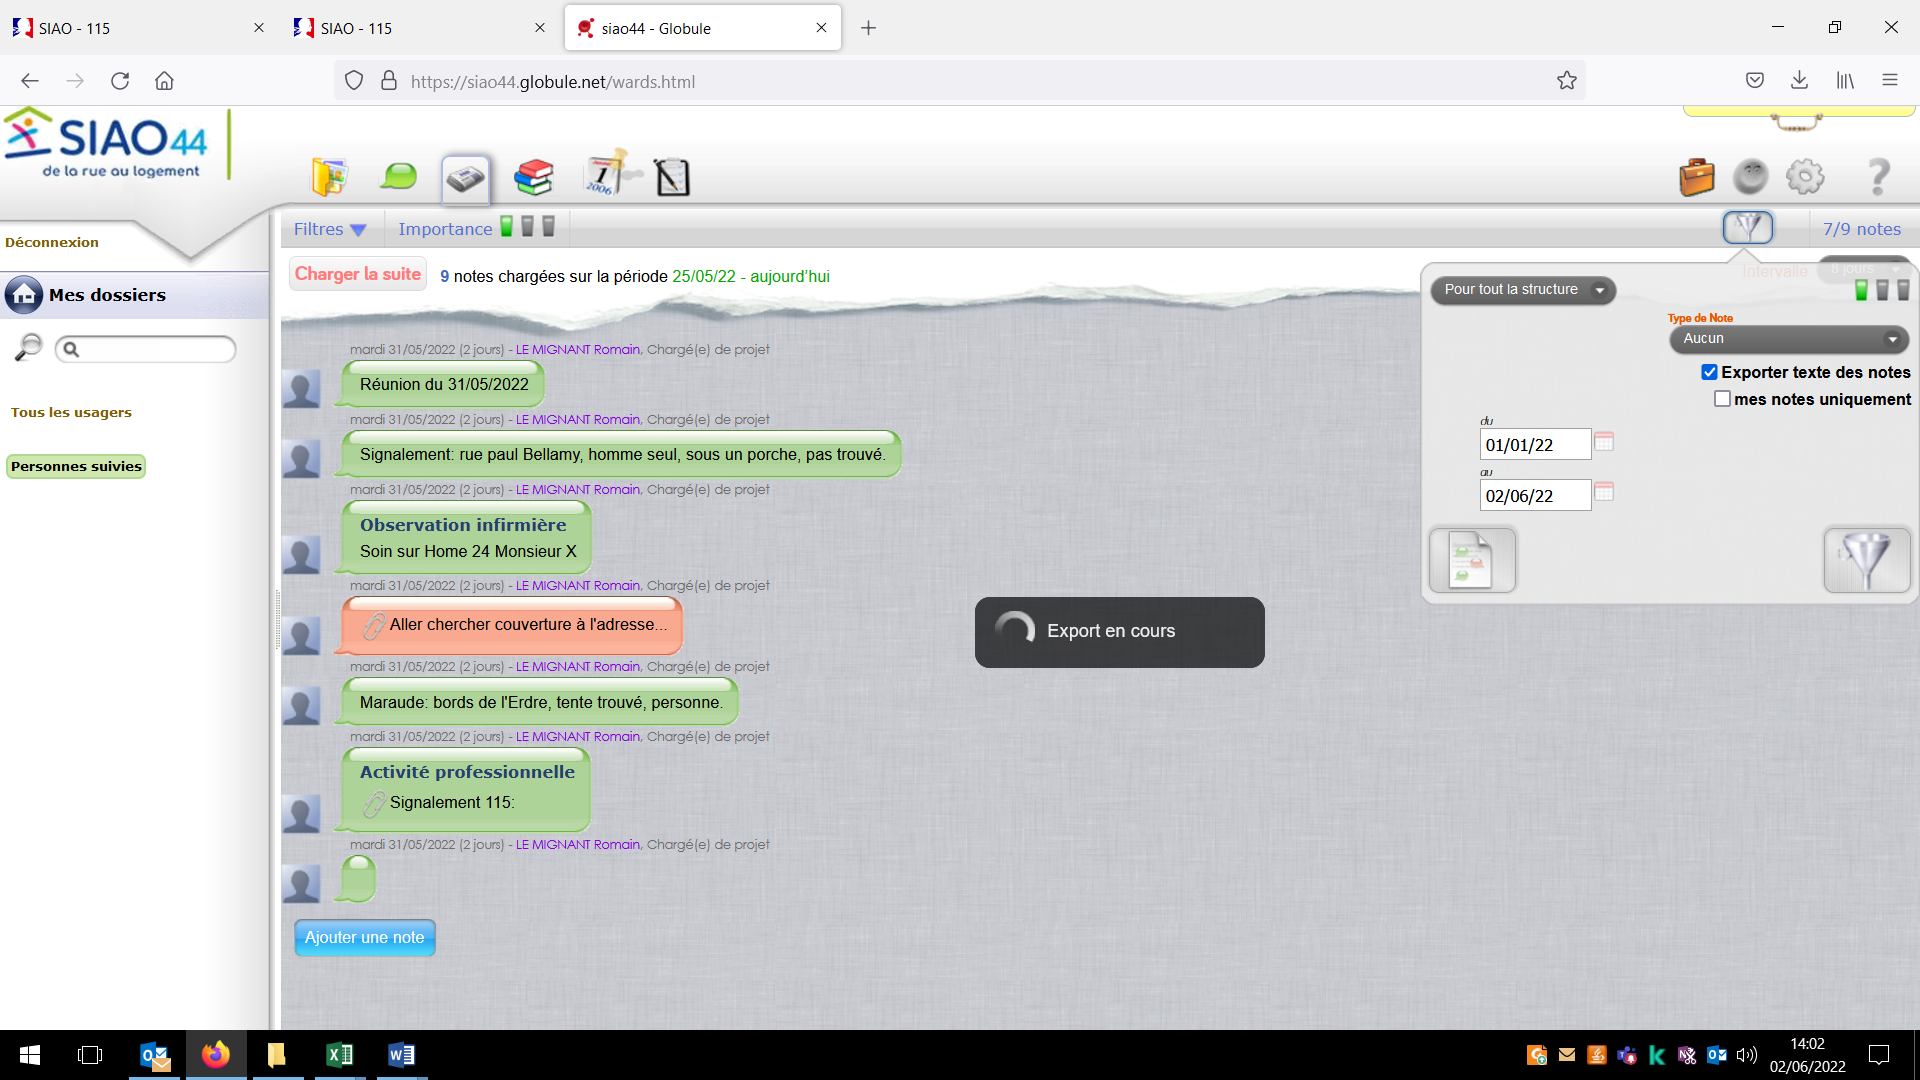 SIAO - 115
SIAO - 115
siao44 - Globule
https://siao44.globule.net/wards.html
SIAO44
de la rue au logement
1
2006
?
Déconnexion
Filtres
Importance
7/9 notes
Mes dossiers
Charger la suite
9 notes chargées sur la période 25/05/22 - aujourd'hui
Intervalle
8 jours
Pour tout la structure
Type de Note
Aucun
Exporter texte des notes
mes notes uniquement
du
01/01/22
au
02/06/22
Tous les usagers
Personnes suivies
mardi 31/05/2022 (2 jours) - LE MIGNANT Romain, Chargé(e) de projet
Réunion du 31/05/2022
mardi 31/05/2022 (2 jours) - LE MIGNANT Romain, Chargé(e) de projet
Signalement: rue paul Bellamy, homme seul, sous un porche, pas trouvé.
mardi 31/05/2022 (2 jours) - LE MIGNANT Romain, Chargé(e) de projet
Observation infirmière
Soin sur Home 24 Monsieur X
mardi 31/05/2022 (2 jours) - LE MIGNANT Romain, Chargé(e) de projet
Aller chercher couverture à l'adresse...
mardi 31/05/2022 (2 jours) - LE MIGNANT Romain, Chargé(e) de projet
Maraude: bords de l'Erdre, tente trouvé, personne.
mardi 31/05/2022 (2 jours) - LE MIGNANT Romain, Chargé(e) de projet
Activité professionnelle
Signalement 115:
mardi 31/05/2022 (2 jours) - LE MIGNANT Romain, Chargé(e) de projet
Export en cours
Ajouter une note
14:02
02/06/2022